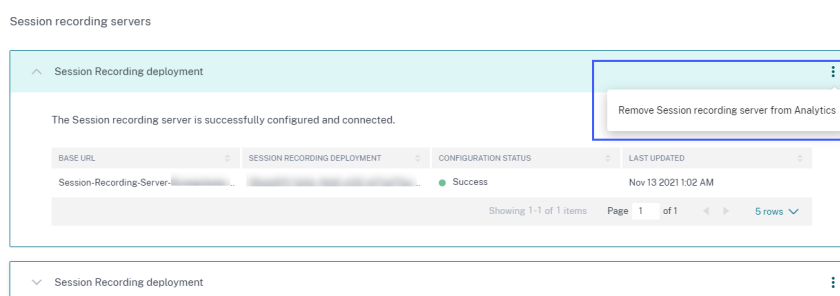 Session recording servers
Session Recording deployment
Remove Session recording server from Analytics
The Session recording server is successfully configured and connected.
BASE URL SESSION RECORDING DEPLOYMENT CONFIGURATION STATUS LAST UPDATED
Session-Recording-Server- ... ... Success Nov 13 2021 1:02 AM
Showing 1-1 of 1 items Page 1 of 1 5 rows
Session Recording deployment